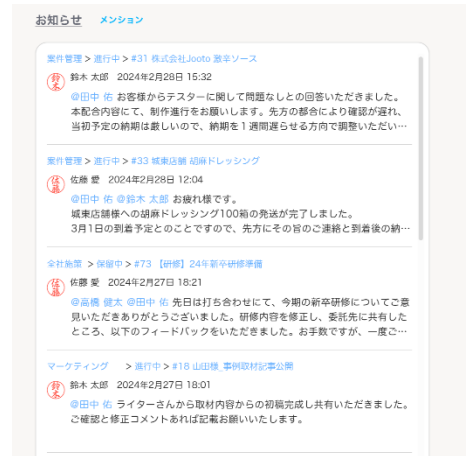 お知らせ メンション
案件管理 > 進行中 > #31 株式会社Jooto 激辛ソース
鈴木
鈴木 太郎 2024年2月28日 15:32
@田中 佑 お客様からテスターに関して問題なしとの回答いただきました。
本配合内容にて、制作進行をお願いします。先方の都合により確認が遅れ、
当初予定の納期は厳しいので、納期を１週間遅らせる方向で調整いただい…
案件管理 > 進行中 > #33 城東店舗 胡麻ドレッシング
佐藤
佐藤 愛 2024年2月28日 12:04
@田中 佑 @鈴木 太郎 お疲れ様です。
城東店舗様への胡麻ドレッシング100箱の発送が完了しました。
3月1日の到着予定とのことですので、先方にその旨のご連絡と到着後の納…
全社施策 > 保留中 > #73 【研修】24年新卒研修準備
佐藤
佐藤 愛 2024年2月27日 18:21
@高橋 健太 @田中 佑 先日は打ち合わせにて、今期の新卒研修についてご意
見いただきありがとうございました。研修内容を修正し、委託先に共有した
ところ、以下のフィードバックをいただきました。お手数ですが、一度ご…
マーケティング > 進行中 > #18 山田様_事例取材記事公開
鈴木
鈴木 太郎 2024年2月27日 18:01
@田中 佑 ライターさんから取材内容からの初稿完成し共有いただきました。
ご確認と修正コメントあれば記載お願いいたします。